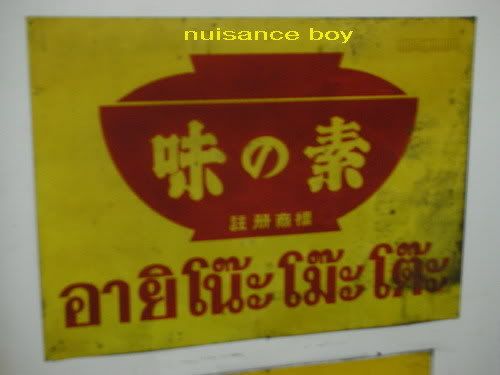 nuisance boy
味の素
註册商標
อายิโน๊ะโม๊ะโต๊ะ